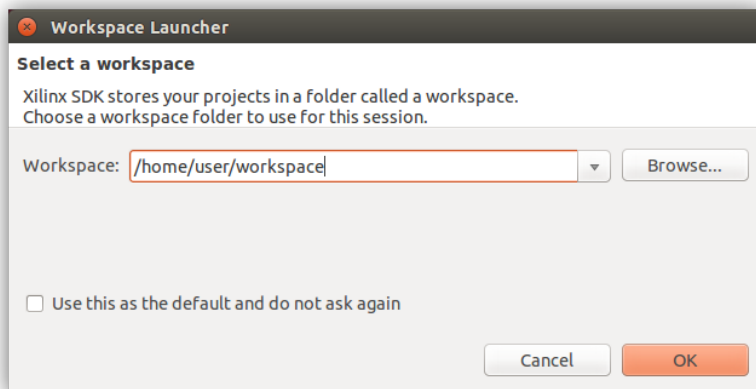 Workspace Launcher
Select a workspace
Xilinx SDK stores your projects in a folder called a workspace.
Choose a workspace folder to use for this session.
Workspace: /home/user/workspace Browse...
Use this as the default and do not ask again
Cancel OK